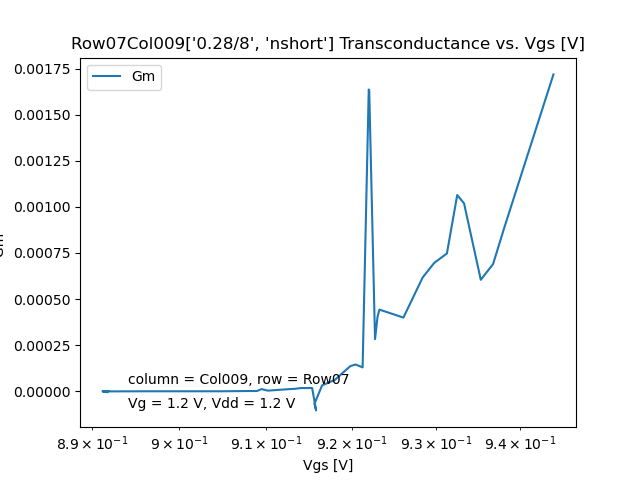 Row07Col009['0.28/8', 'nshort'] Transconductance vs. Vgs [V]
Gm
0.00175
0.00150
0.00125
0.00100
0.00075
0.00050
0.00025
0.00000
Gm
column = Col009, row = Row07
Vg = 1.2 V, Vdd = 1.2 V
8.9 × 10⁻¹ 9 × 10⁻¹ 9.1 × 10⁻¹ 9.2 × 10⁻¹ 9.3 × 10⁻¹ 9.4 × 10⁻¹
Vgs [V]